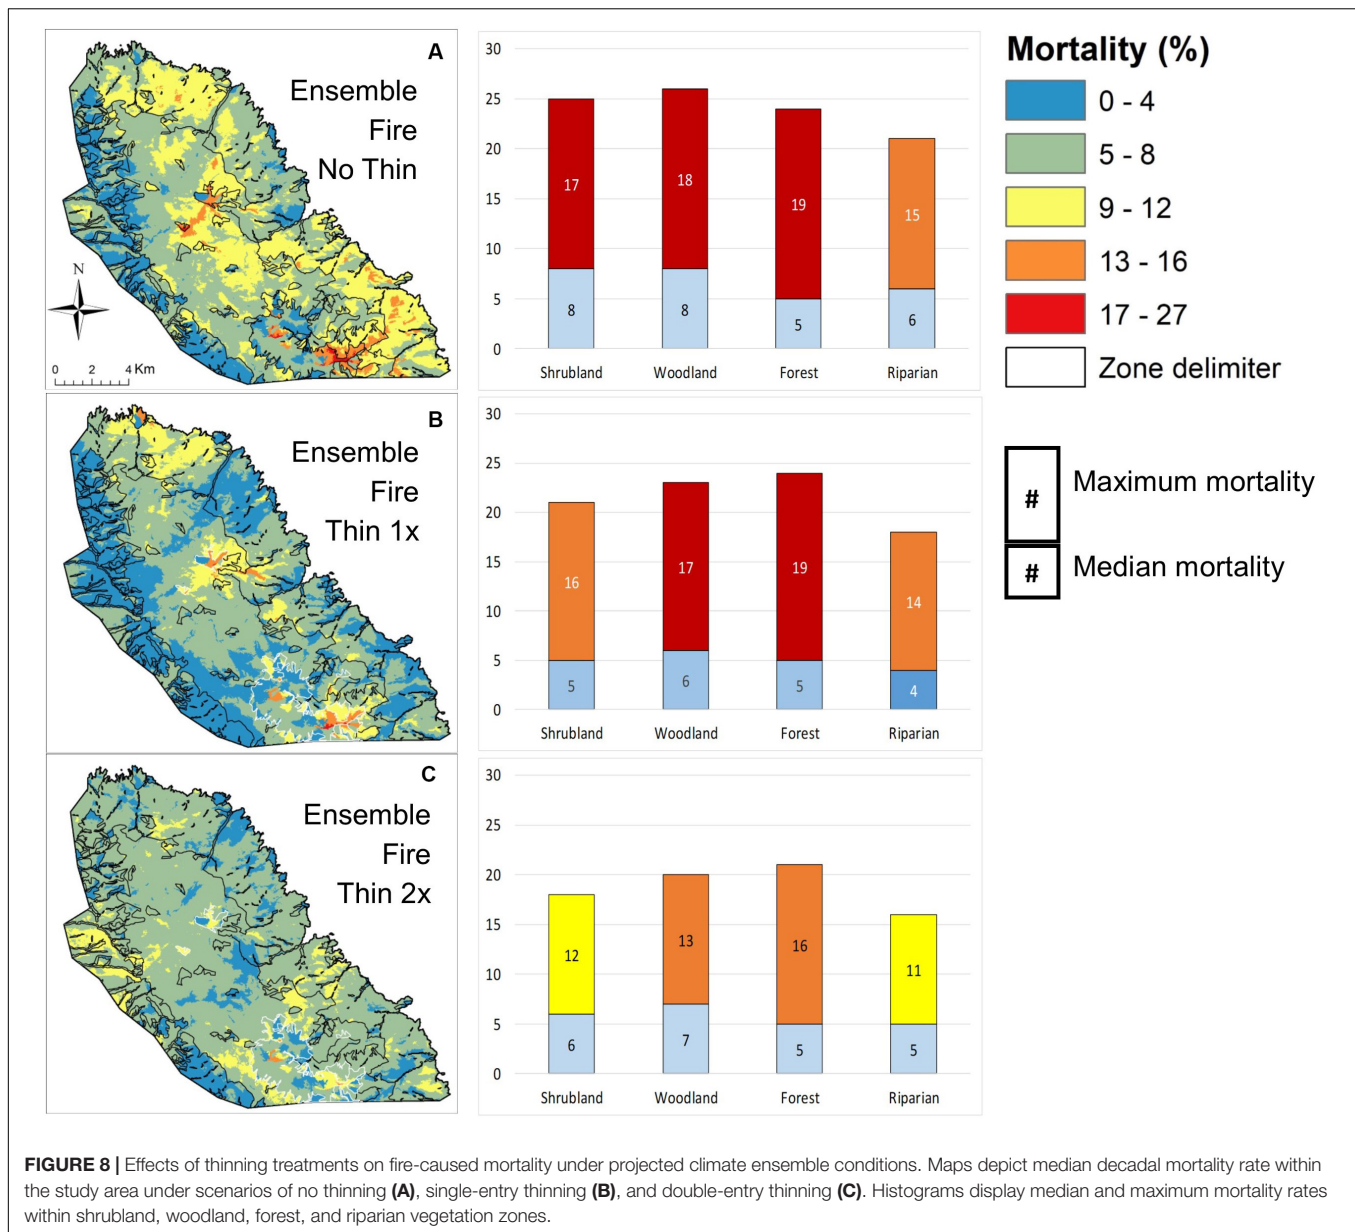 A
Ensemble
Fire
No Thin
N
0 2 4 Km
30
25
20
15
10
5
0
17 18 19 15
8 8 5 6
Shrubland Woodland Forest Riparian
Mortality (%)
0 - 4
5 - 8
9 - 12
13 - 16
17 - 27
Zone delimiter
# Maximum mortality
# Median mortality
B
Ensemble
Fire
Thin 1x
30
25
20
15
10
5
0
16 17 19 14
5 6 5 4
Shrubland Woodland Forest Riparian
C
Ensemble
Fire
Thin 2x
30
25
20
15
10
5
0
12 13 16 11
6 7 5 5
Shrubland Woodland Forest Riparian
FIGURE 8 | Effects of thinning treatments on fire-caused mortality under projected climate ensemble conditions. Maps depict median decadal mortality rate within
the study area under scenarios of no thinning (A), single-entry thinning (B), and double-entry thinning (C). Histograms display median and maximum mortality rates
within shrubland, woodland, forest, and riparian vegetation zones.